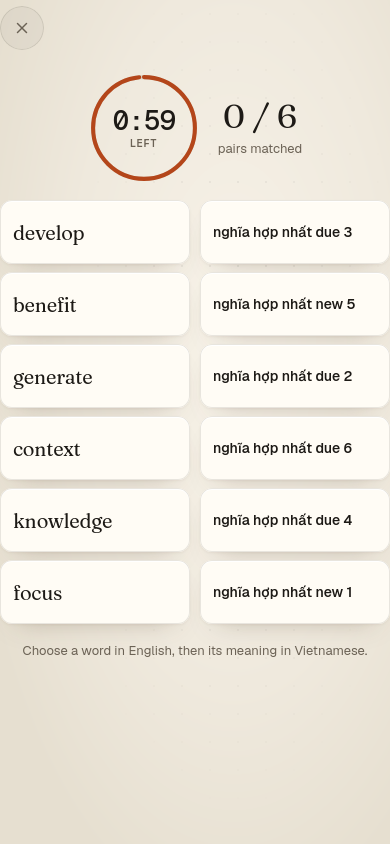 0:59
LEFT
0 / 6
pairs matched
develop
nghĩa hợp nhất due 3
benefit
nghĩa hợp nhất new 5
generate
nghĩa hợp nhất due 2
context
nghĩa hợp nhất due 6
knowledge
nghĩa hợp nhất due 4
focus
nghĩa hợp nhất new 1
Choose a word in English, then its meaning in Vietnamese.